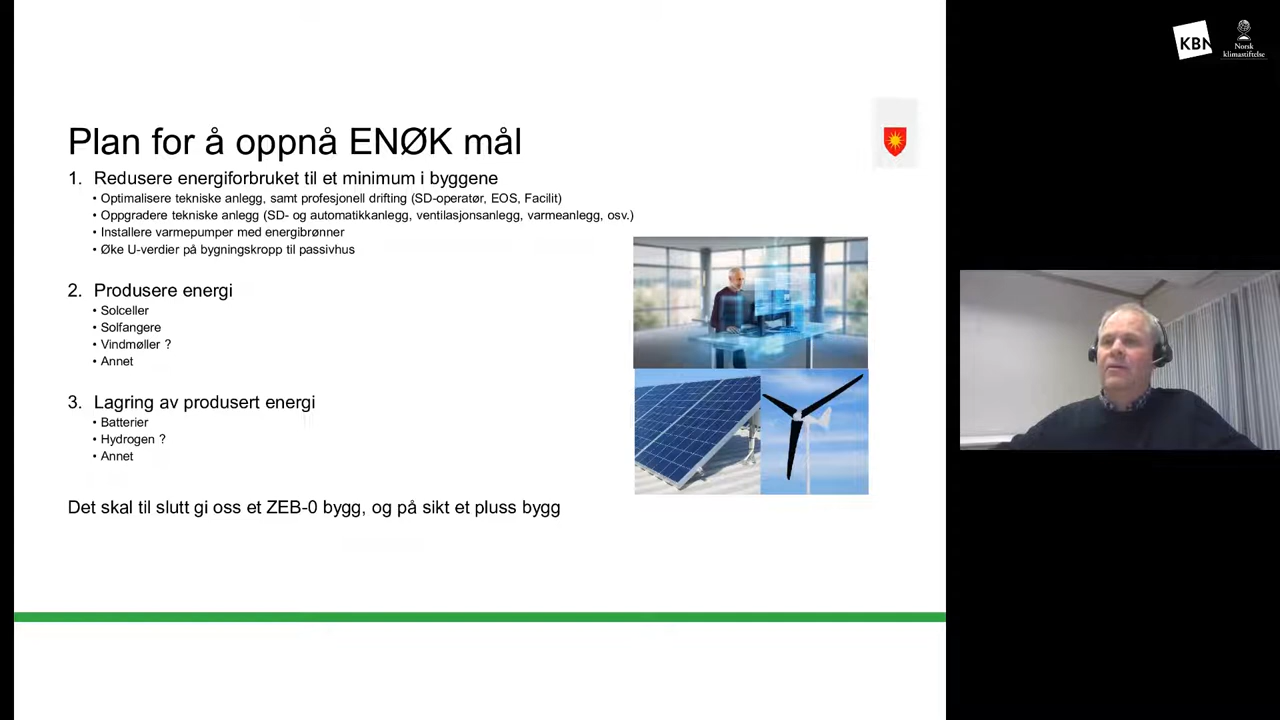 Plan for å oppnå ENØK mål
1. Redusere energiforbruket til et minimum i byggene
• Optimalisere tekniske anlegg, samt profesjonell drifting (SD-operatør, EOS, Facilit)
• Oppgradere tekniske anlegg (SD- og automatikkanlegg, ventilasjonsanlegg, varmeanlegg, osv.)
• Installere varmepumper med energibrønner
• Øke U-verdier på bygningskropp til passivhus
2. Produsere energi
• Solceller
• Solfangere
• Vindmøller ?
• Annet
3. Lagring av produsert energi
• Batterier
• Hydrogen ?
• Annet
Det skal til slutt gi oss et ZEB-0 bygg, og på sikt et pluss bygg
KBN
Norsk
klimastiftelse